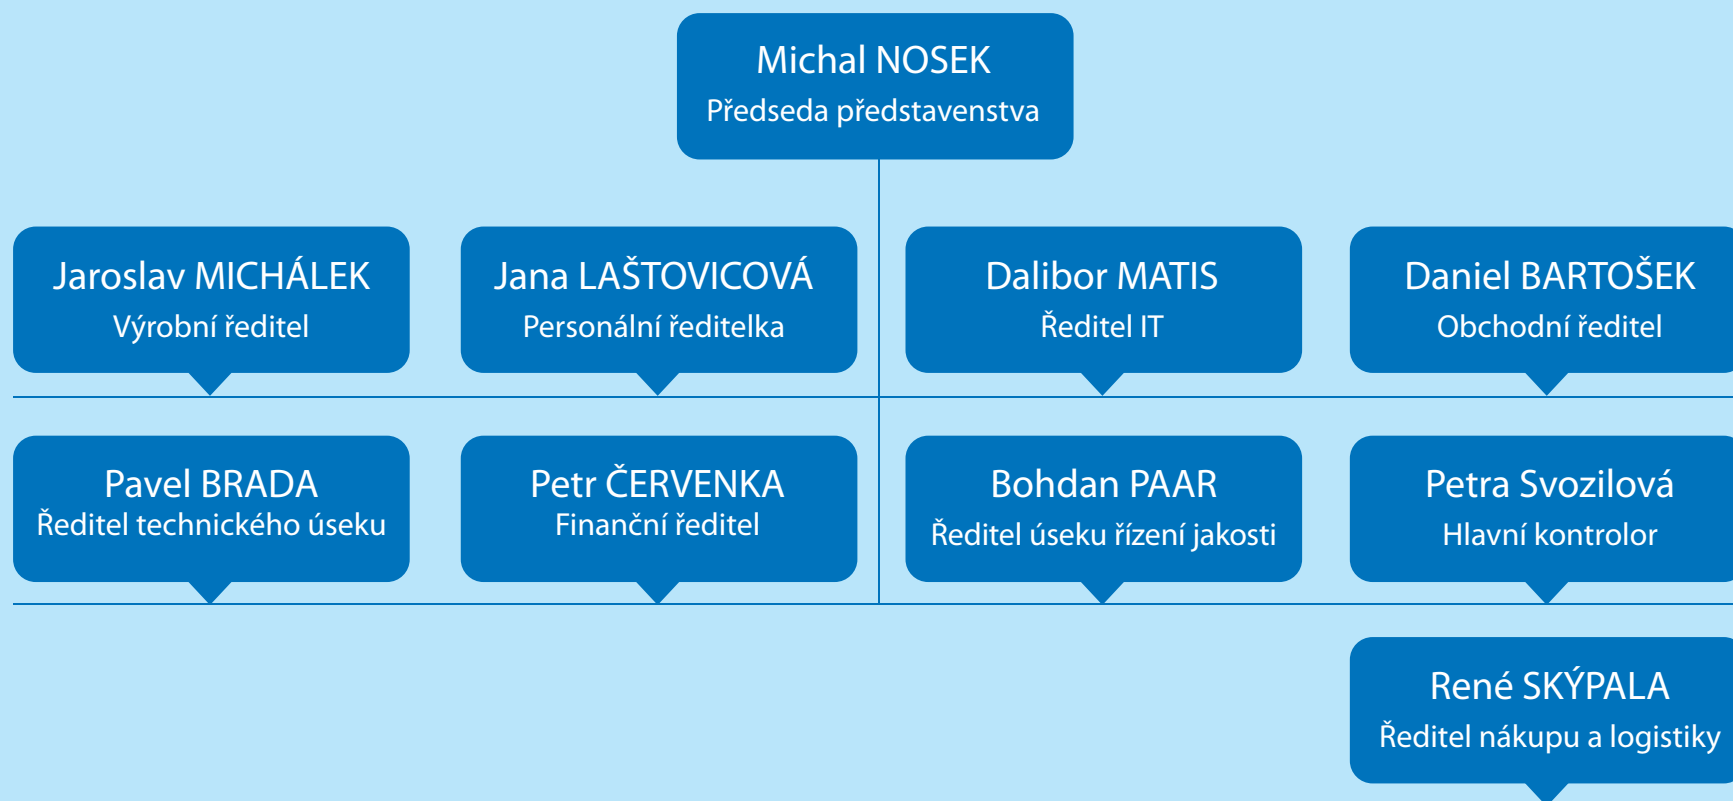 Michal NOSEK
Předseda představenstva
Jaroslav MICHÁLEK
Výrobní ředitel
Jana LAŠTOVICOVÁ
Personální ředitelka
Dalibor MATIS
Ředitel IT
Daniel BARTOŠEK
Obchodní ředitel
Pavel BRADA
Ředitel technického úseku
Petr ČERVENKA
Finanční ředitel
Bohdan PAAR
Ředitel úseku řízení jakosti
Petra Svozilová
Hlavní kontrolor
René SKÝPALA
Ředitel nákupu a logistiky